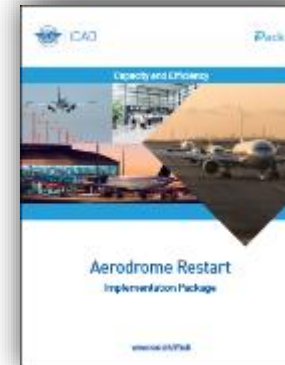 ICAO
iPack
Capacity and Efficiency
Aerodrome Restart
Implementation Package